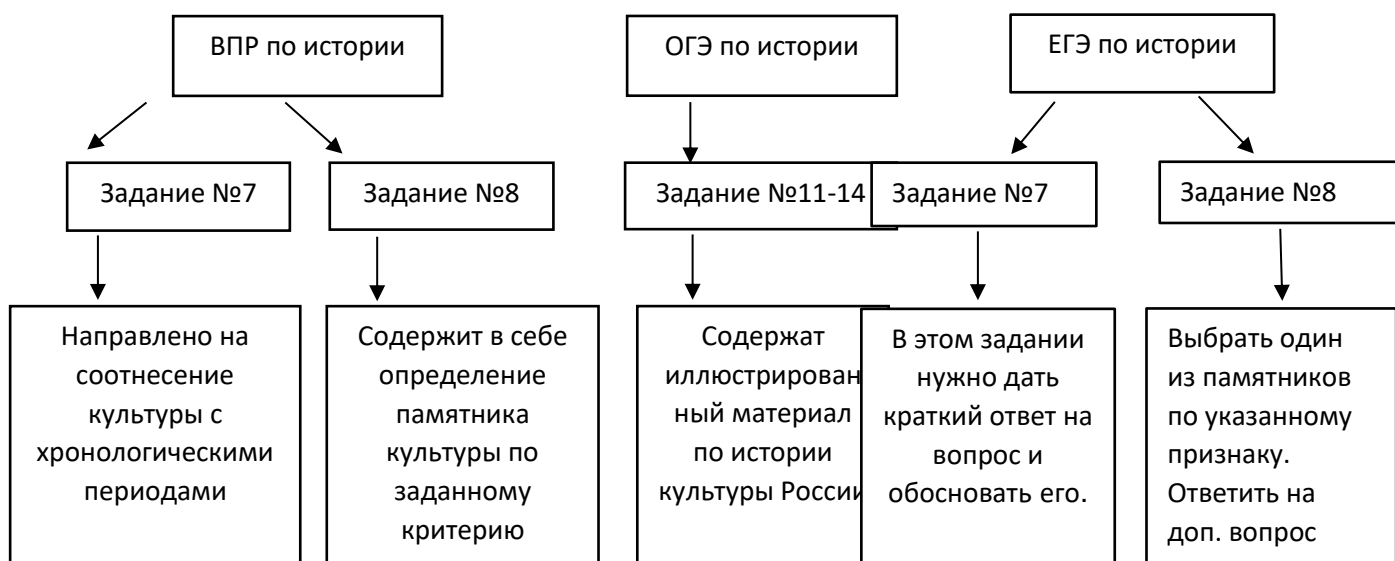 ВПР по истории
ОГЭ по истории
ЕГЭ по истории
Задание №7
Задание №8
Задание №11-14
Задание №7
Задание №8
Направлено на
соотнесение
культуры с
хронологическими
периодами
Содержит в себе
определение
памятника
культуры по
заданному
критерию
Содержат
иллюстрирован
ный материал
по истории
культуры России
В этом задании
нужно дать
краткий ответ на
вопрос и
обосновать его.
Выбрать один
из памятников
по указанному
признаку.
Ответить на
доп. вопрос